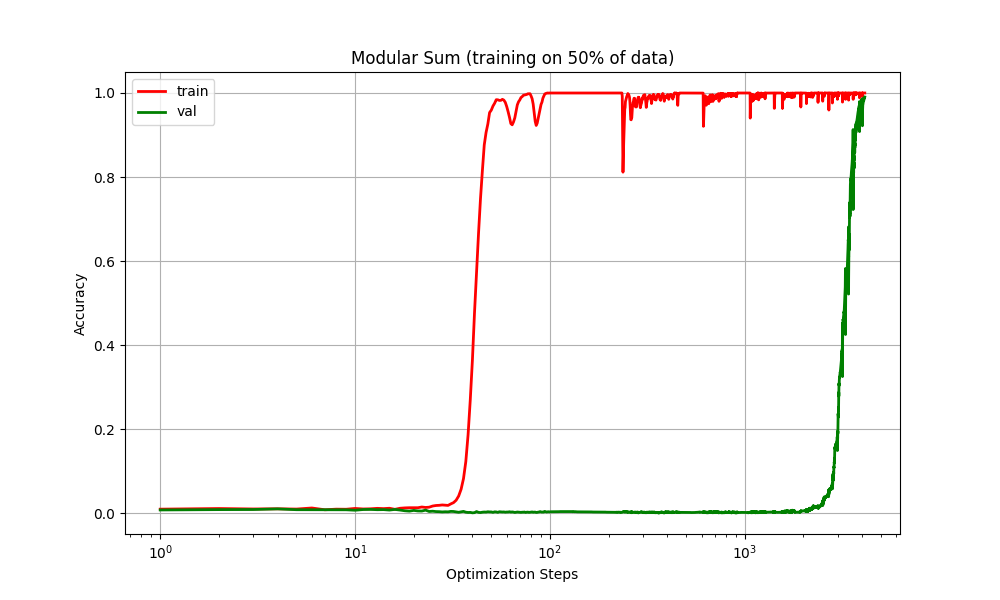 Modular Sum (training on 50% of data)
train
val
1.0
0.8
0.6
0.4
0.2
0.0
Accuracy
10^0
10^1
10^2
10^3
Optimization Steps